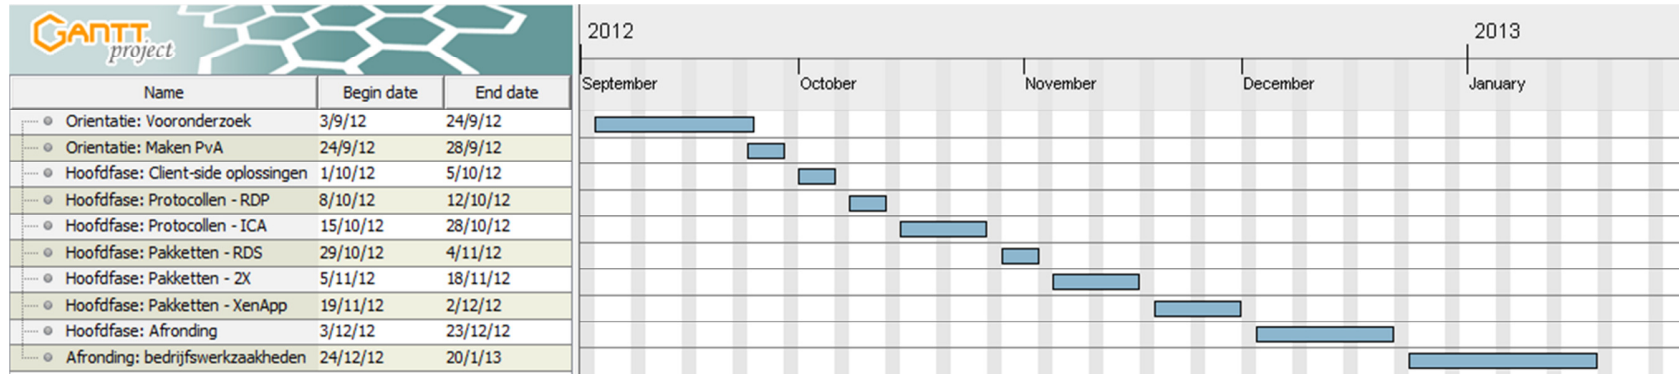 GANTT
project
2012 2013
September October November December January
Name Begin date End date
Orientatie: Vooronderzoek 3/9/12 24/9/12
Orientatie: Maken PvA 24/9/12 28/9/12
Hoofdfase: Client-side oplossingen 1/10/12 5/10/12
Hoofdfase: Protocollen - RDP 8/10/12 12/10/12
Hoofdfase: Protocollen - ICA 15/10/12 28/10/12
Hoofdfase: Pakketten - RDS 29/10/12 4/11/12
Hoofdfase: Pakketten - 2X 5/11/12 18/11/12
Hoofdfase: Pakketten - XenApp 19/11/12 2/12/12
Hoofdfase: Afronding 3/12/12 23/12/12
Afronding: bedrijfswerkzaakheden 24/12/12 20/1/13